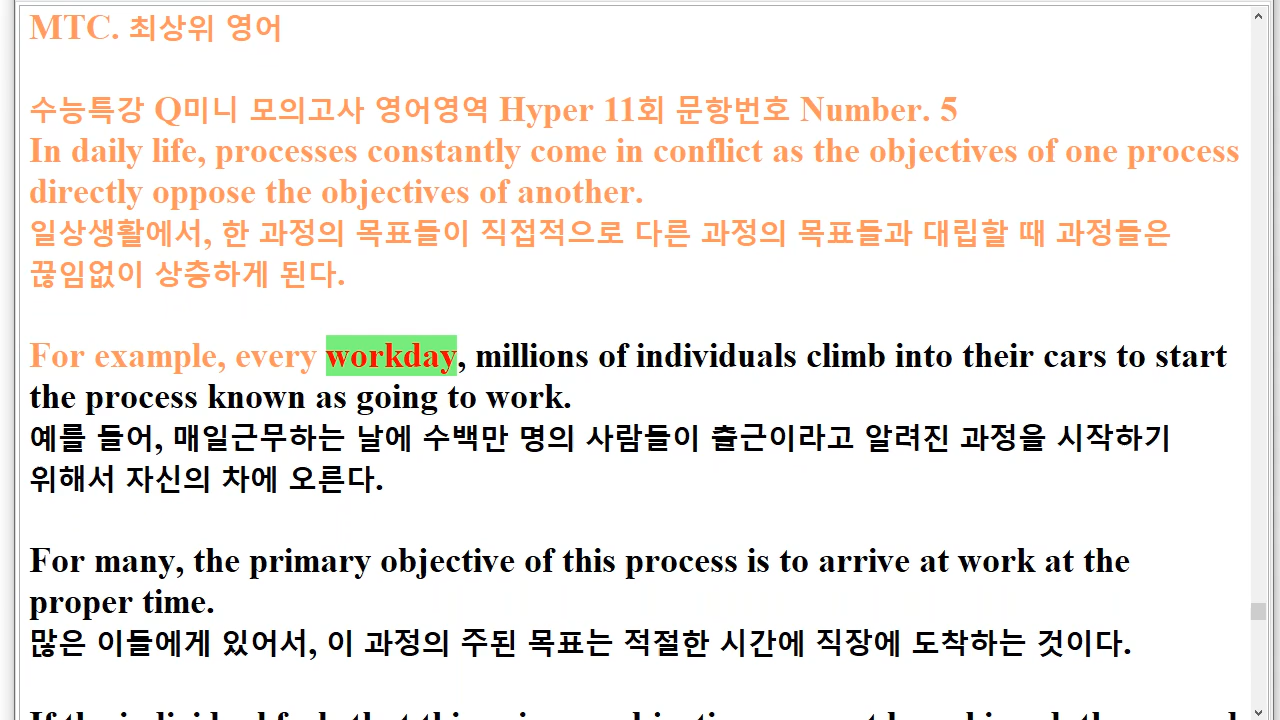 MTC. 최상위 영어
수능특강 Q미니 모의고사 영어영역 Hyper 11회 문항번호 Number. 5
In daily life, processes constantly come in conflict as the objectives of one process
directly oppose the objectives of another.
일상생활에서, 한 과정의 목표들이 직접적으로 다른 과정의 목표들과 대립할 때 과정들은
끊임없이 상충하게 된다.
For example, every workday, millions of individuals climb into their cars to start
the process known as going to work.
예를 들어, 매일근무하는 날에 수백만 명의 사람들이 출근이라고 알려진 과정을 시작하기
위해서 자신의 차에 오른다.
For many, the primary objective of this process is to arrive at work at the
proper time.
많은 이들에게 있어서, 이 과정의 주된 목표는 적절한 시간에 직장에 도착하는 것이다.